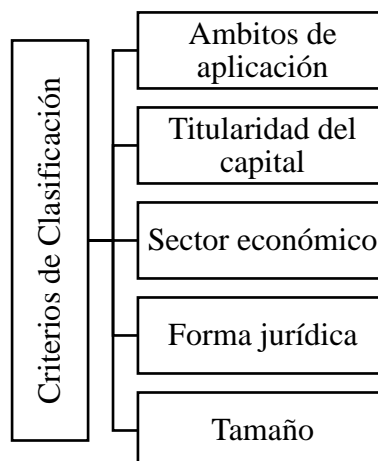 Criterios de Clasificación
Ambitos de
aplicación
Titularidad del
capital
Sector económico
Forma jurídica
Tamaño